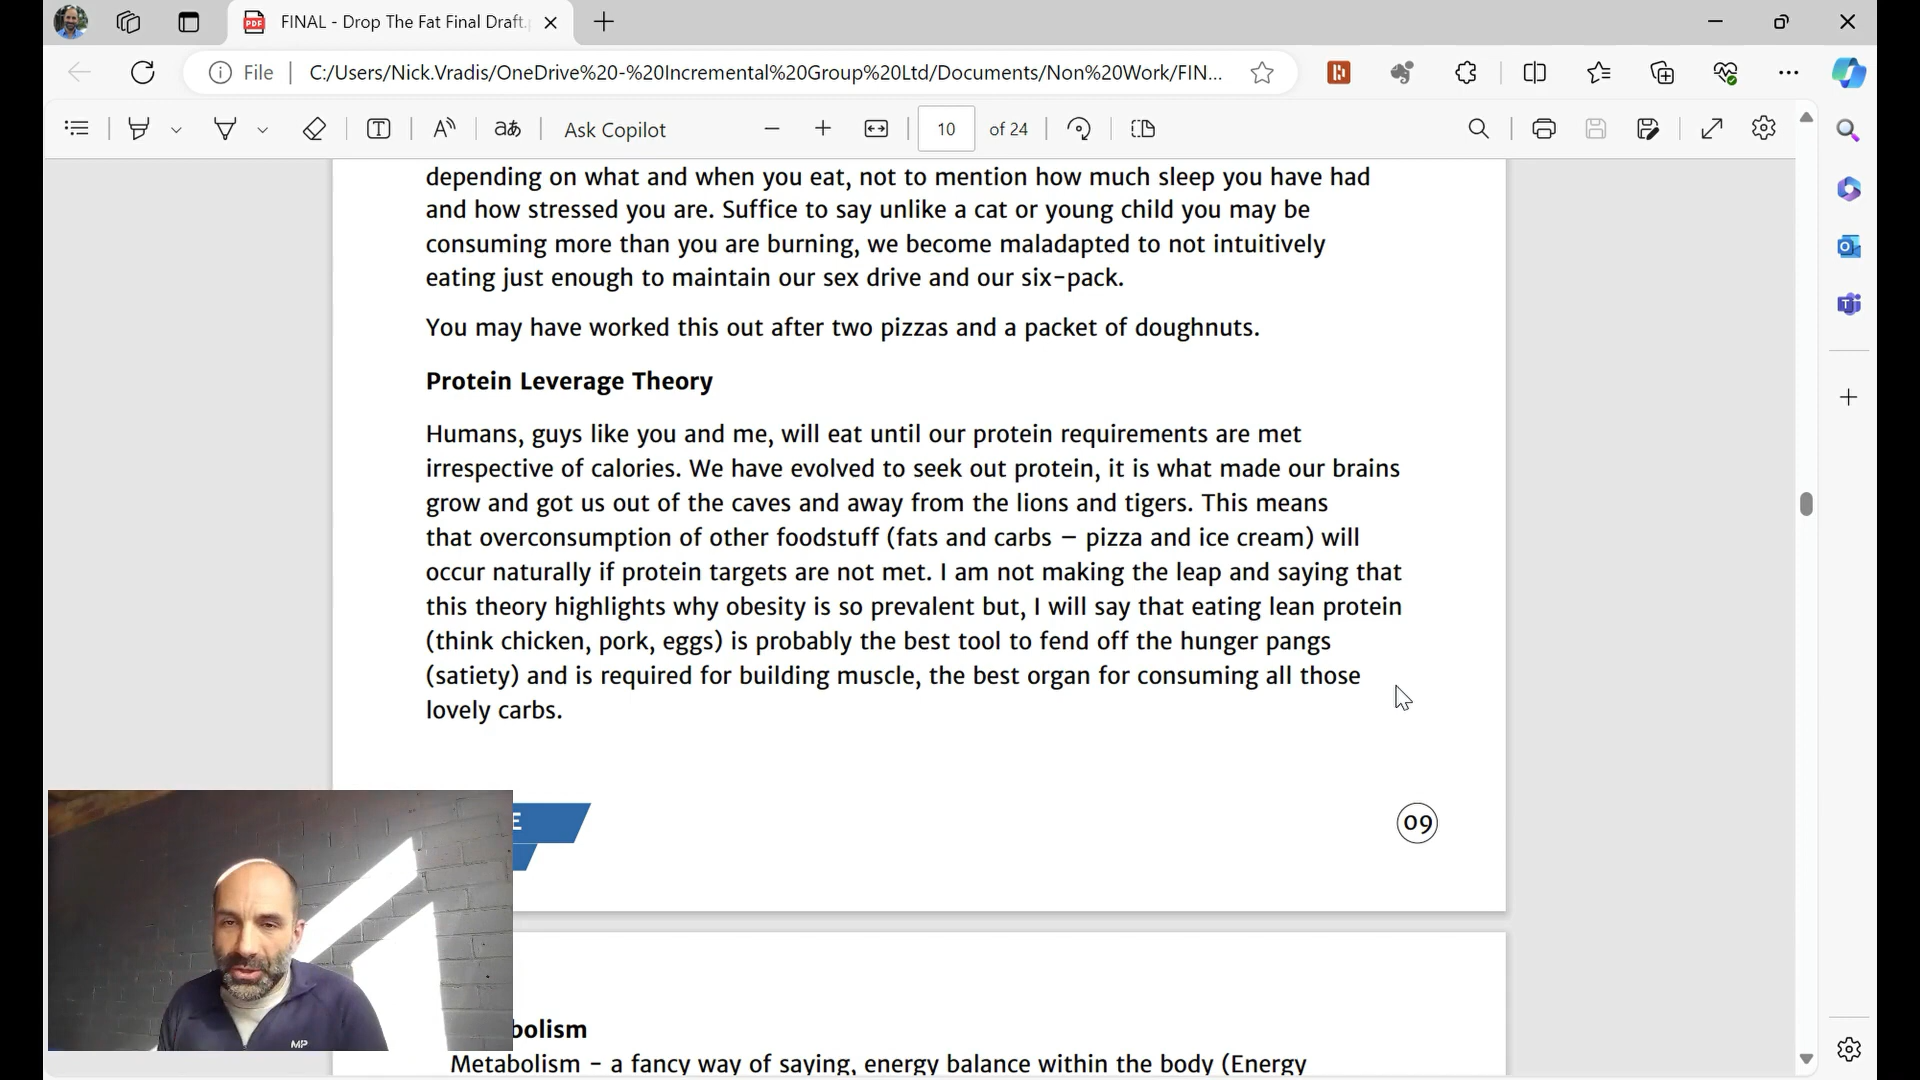 FINAL - Drop The Fat Final Draft.
File
C:/Users/Nick.Vradis/OneDrive%20-%20Incremental%20Group%20Ltd/Documents/Non%20Work/FIN...
Ask Copilot
10 of 24
depending on what and when you eat, not to mention how much sleep you have had
and how stressed you are. Suffice to say unlike a cat or young child you may be
consuming more than you are burning, we become maladapted to not intuitively
eating just enough to maintain our sex drive and our six-pack.
You may have worked this out after two pizzas and a packet of doughnuts.
Protein Leverage Theory
Humans, guys like you and me, will eat until our protein requirements are met
irrespective of calories. We have evolved to seek out protein, it is what made our brains
grow and got us out of the caves and away from the lions and tigers. This means
that overconsumption of other foodstuff (fats and carbs – pizza and ice cream) will
occur naturally if protein targets are not met. I am not making the leap and saying that
this theory highlights why obesity is so prevalent but, I will say that eating lean protein
(think chicken, pork, eggs) is probably the best tool to fend off the hunger pangs
(satiety) and is required for building muscle, the best organ for consuming all those
lovely carbs.
E
09
bolism
Metabolism - a fancy way of saying, energy balance within the body (Energy
MP